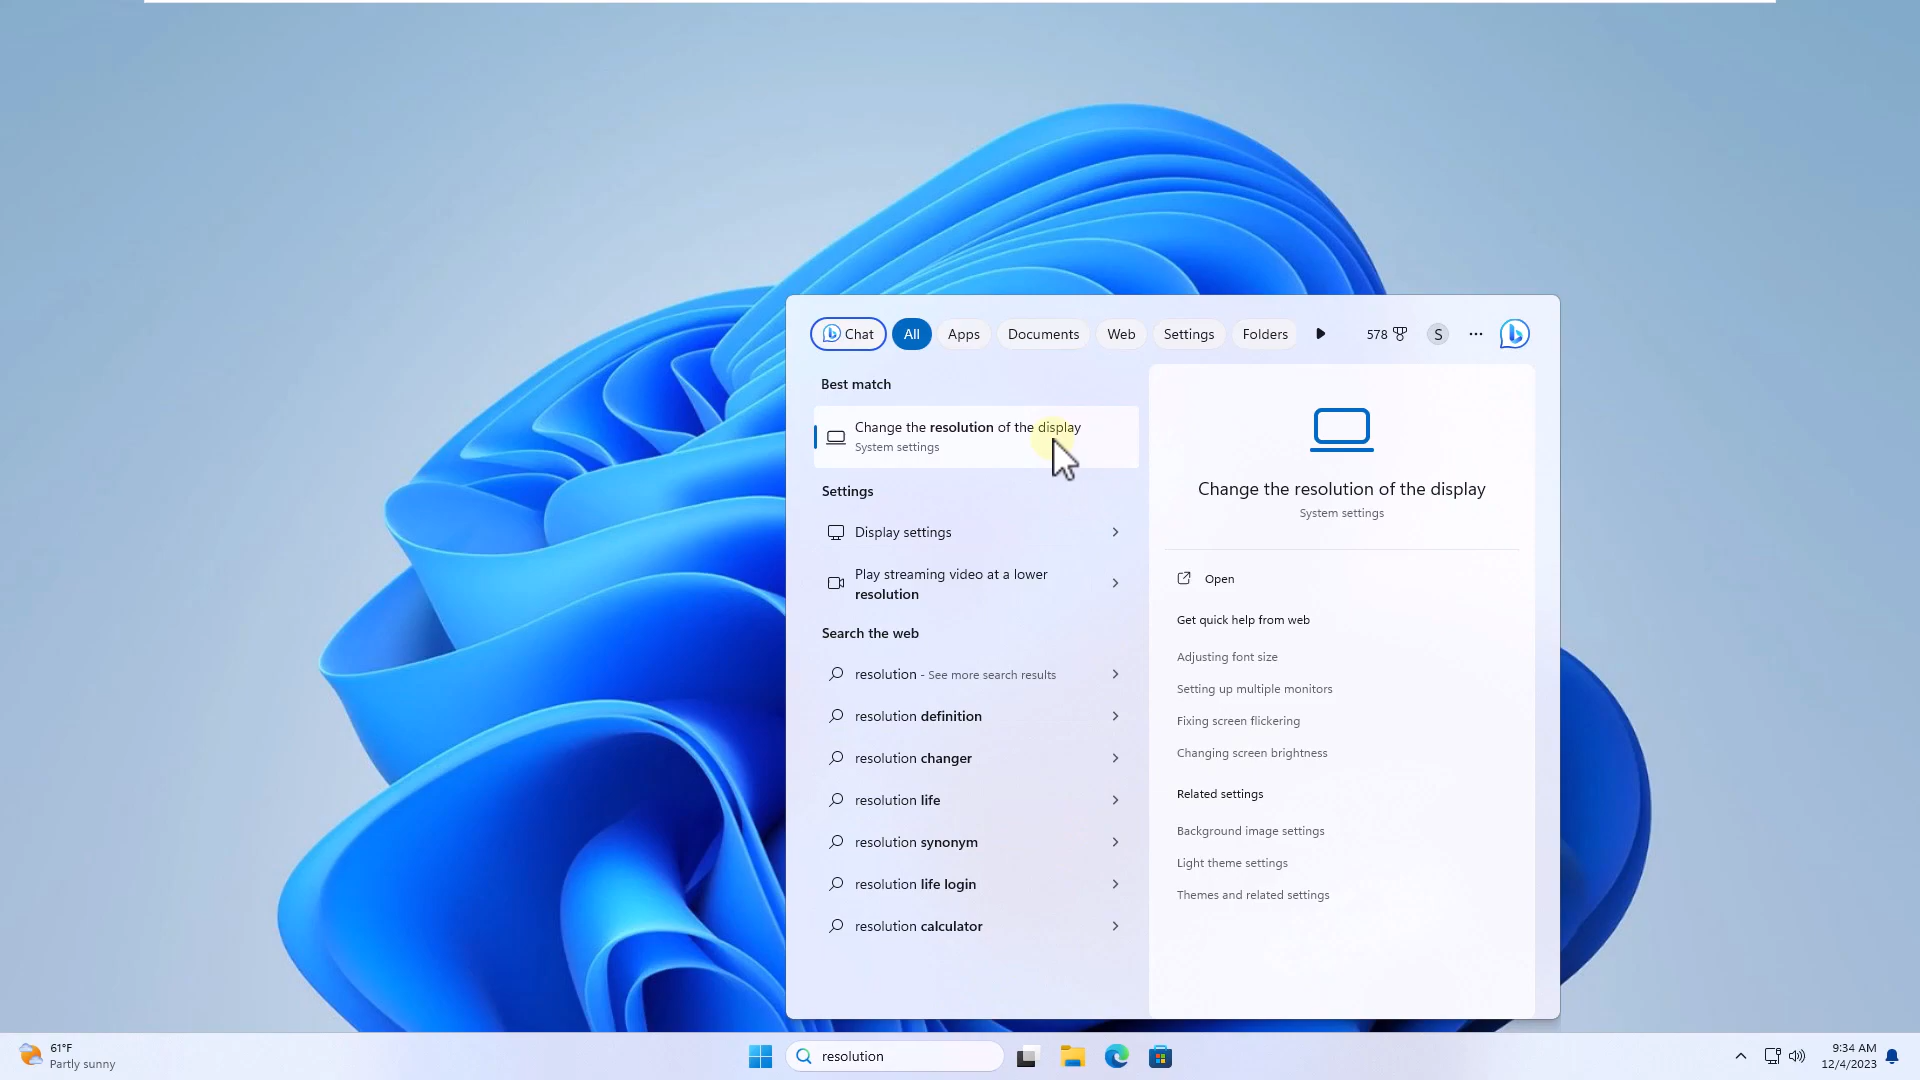 Chat All Apps Documents Web Settings Folders 578 S ...
Best match
Change the resolution of the display
System settings
Settings
Display settings
Play streaming video at a lower
resolution
Search the web
resolution - See more search results
resolution definition
resolution changer
resolution life
resolution synonym
resolution life login
resolution calculator
Change the resolution of the display
System settings
Open
Get quick help from web
Adjusting font size
Setting up multiple monitors
Fixing screen flickering
Changing screen brightness
Related settings
Background image settings
Light theme settings
Themes and related settings
61°F
Partly sunny
resolution
9:34 AM
12/4/2023